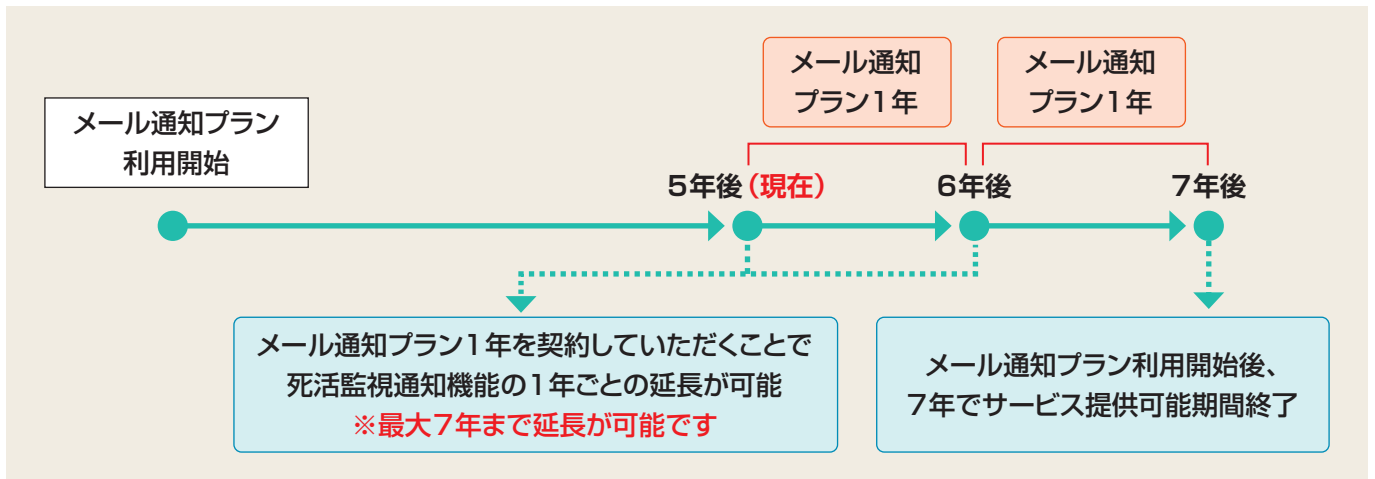 メール通知プラン
利用開始
メール通知
プラン1年
メール通知
プラン1年
5年後（現在）
6年後
7年後
メール通知プラン1年を契約していただくことで
死活監視通知機能の1年ごとの延長が可能
※最大7年まで延長が可能です
メール通知プラン利用開始後、
7年でサービス提供可能期間終了